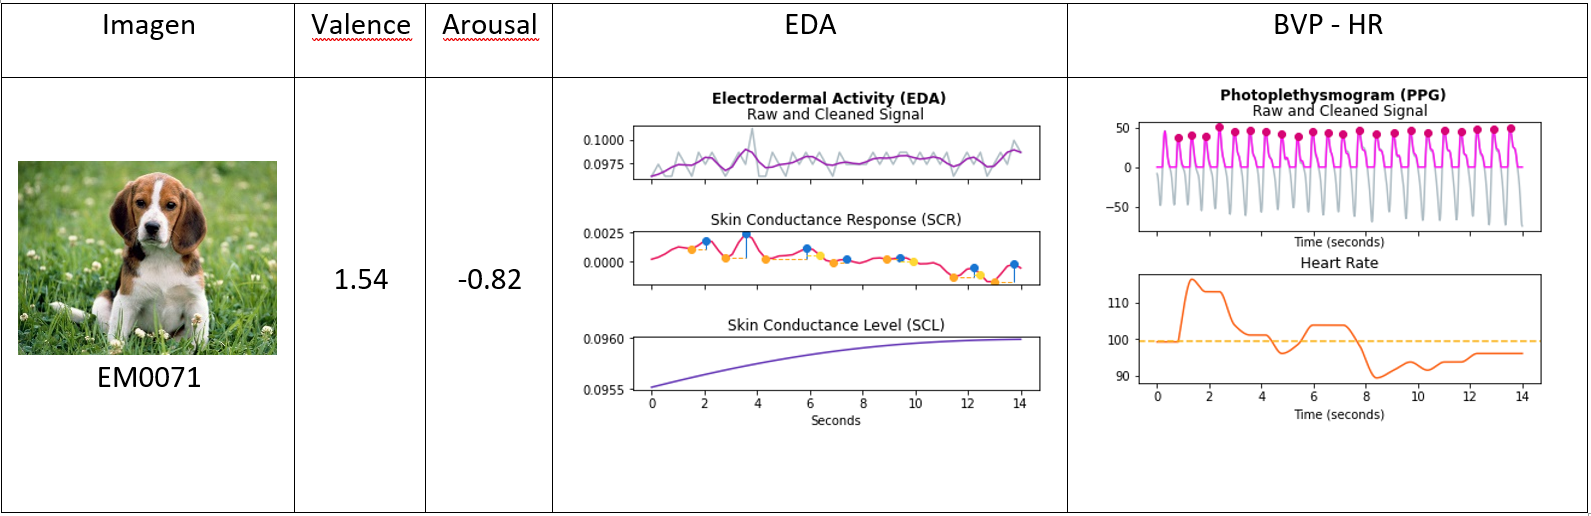 Imagen Valence Arousal EDA BVP - HR
EM0071
1.54
-0.82
Electrodermal Activity (EDA)
Raw and Cleaned Signal
0.1000
0.0975
Skin Conductance Response (SCR)
0.0025
0.0000
Skin Conductance Level (SCL)
0.0960
0.0955
0 2 4 6 8 10 12 14
Seconds
Photoplethysmogram (PPG)
Raw and Cleaned Signal
50
0
−50
Time (seconds)
Heart Rate
110
100
90
0 2 4 6 8 10 12 14
Time (seconds)